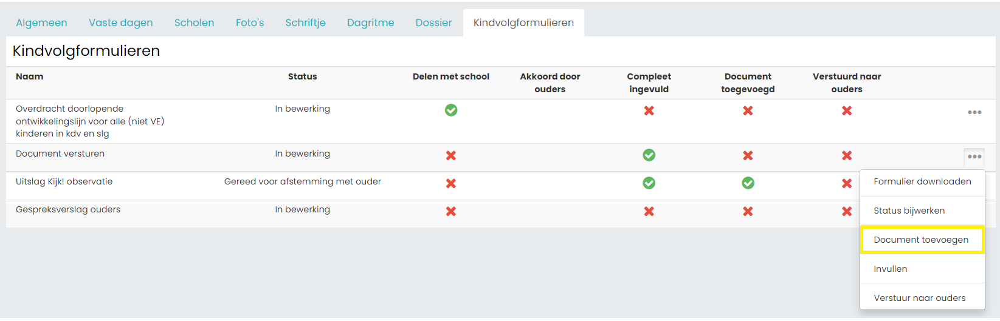 Algemeen Vaste dagen Scholen Foto's Schriftje Dagritme Dossier Kindvolgformulieren
Kindvolgformulieren
Naam Status Delen met school Akkoord door Compleet Document Verstuurd naar
ouders ingevuld toegevoegd ouders
Overdracht doorlopende In bewerking
ontwikkelingslijn voor alle (niet VE)
kinderen in kdv en slg
Document versturen In bewerking
Uitslag Kijk! observatie Gereed voor afstemming met ouder
Gespreksverslag ouders In bewerking
Formulier downloaden
Status bijwerken
Document toevoegen
Invullen
Verstuur naar ouders